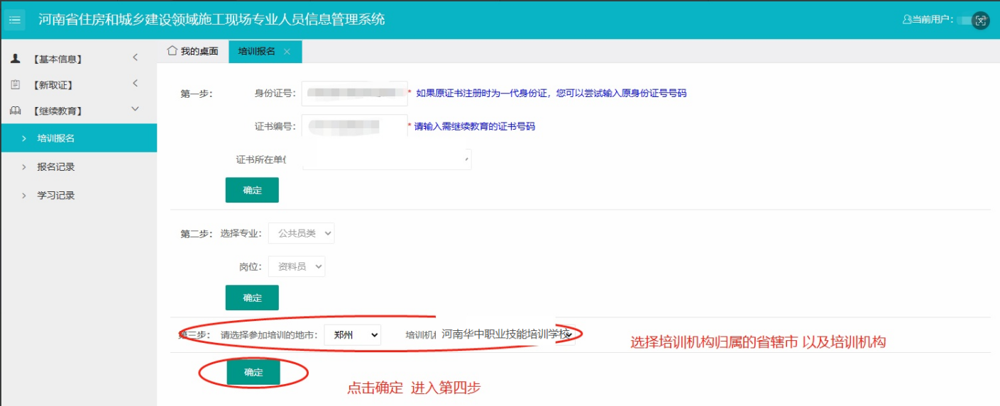 河南省住房和城乡建设领域施工现场专业人员信息管理系统
当前用户：
【基本信息】
【新取证】
【继续教育】
培训报名
报名记录
学习记录
我的桌面 培训报名
第一步： 身份证号： * 如果原证书注册时为一代身份证，您可以尝试输入原身份证号号码
证书编号： * 请输入需继续教育的证书号码
证书所在单
确定
第二步： 选择专业： 公共员类
岗位： 资料员
确定
第三步： 请选择参加培训的地市： 郑州 培训机 河南华中职业技能培训学校
选择培训机构归属的省辖市 以及培训机构
确定
点击确定 进入第四步